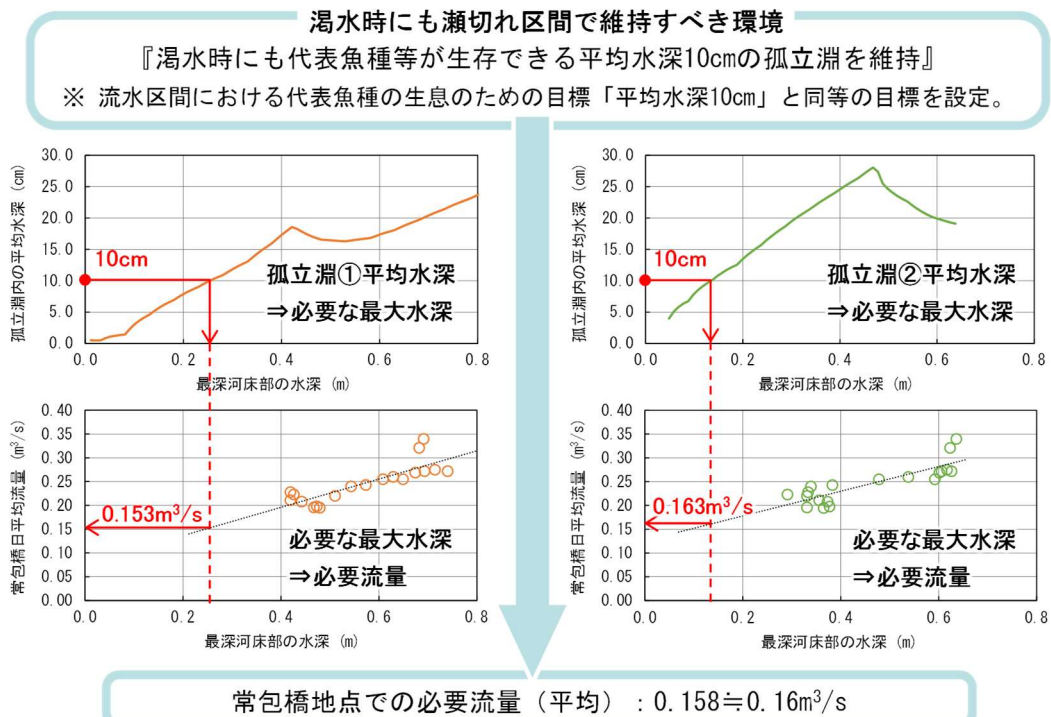 渇水時にも瀬切れ区間で維持すべき環境
『渇水時にも代表魚種等が生存できる平均水深10cmの孤立淵を維持』
※ 流水区間における代表魚種の生息のための目標「平均水深10cm」と同等の目標を設定。
孤立淵内の平均水深 (cm)
30.0
25.0
20.0
15.0
10.0
5.0
0.0
10cm
孤立淵①平均水深
⇒必要な最大水深
0.0 0.2 0.4 0.6 0.8
最深河床部の水深 (m)
孤立淵内の平均水深 (cm)
30.0
25.0
20.0
15.0
10.0
5.0
0.0
10cm
孤立淵②平均水深
⇒必要な最大水深
0.0 0.2 0.4 0.6 0.8
最深河床部の水深 (m)
常包橋日平均流量 (m³/s)
0.40
0.35
0.30
0.25
0.20
0.15
0.10
0.05
0.00
0.153m³/s
必要な最大水深
⇒必要流量
0.0 0.2 0.4 0.6 0.8
最深河床部の水深 (m)
常包橋日平均流量 (m³/s)
0.40
0.35
0.30
0.25
0.20
0.15
0.10
0.05
0.00
0.163m³/s
必要な最大水深
⇒必要流量
0.0 0.2 0.4 0.6 0.8
最深河床部の水深 (m)
常包橋地点での必要流量（平均）：0.158≒0.16m³/s